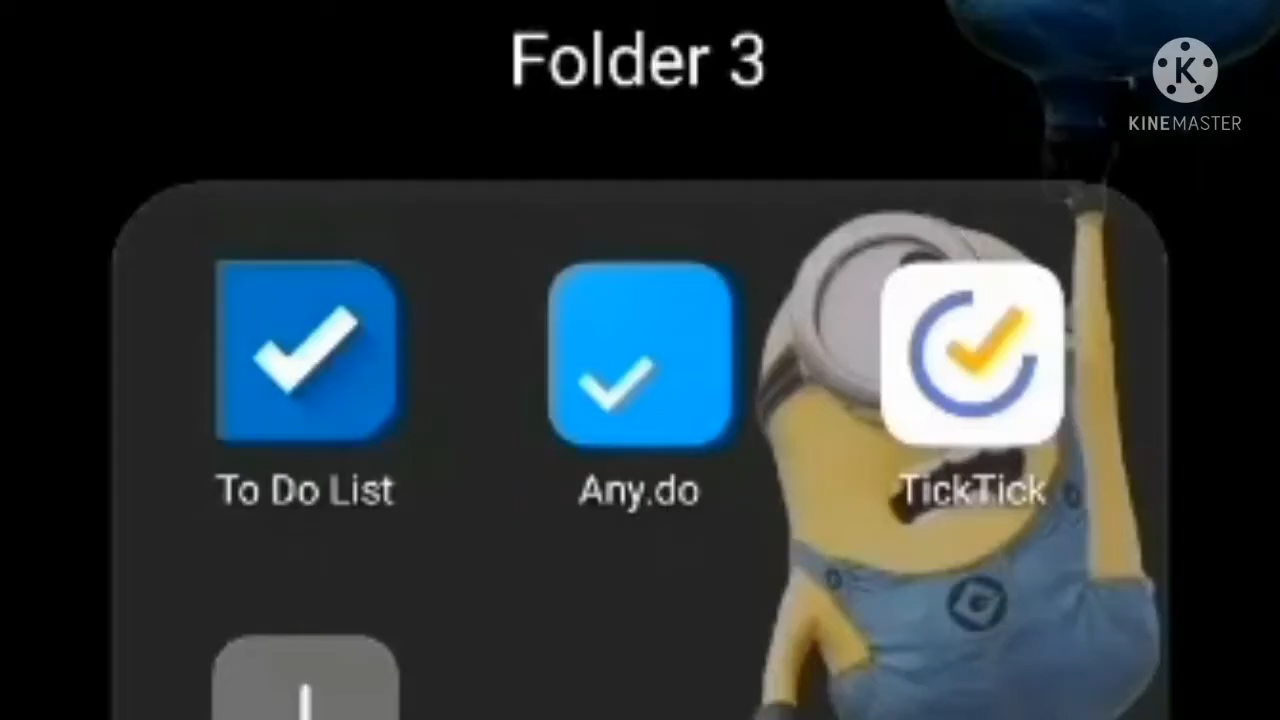 Folder 3
K
KINEMASTER
To Do List
Any.do
TickTick